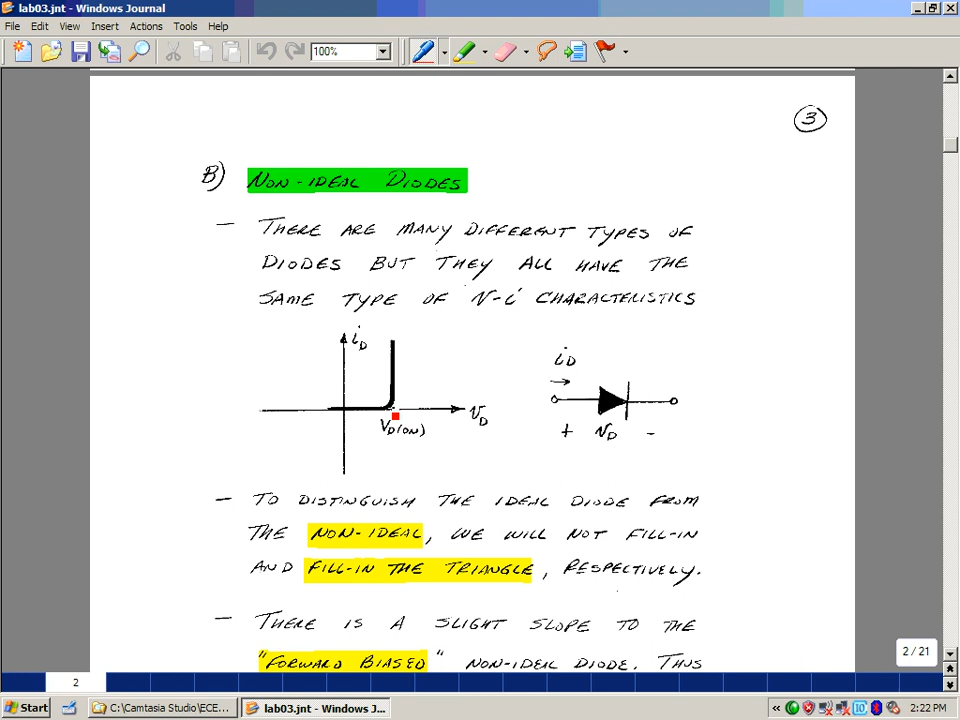 lab03.jnt - Windows Journal
File Edit View Insert Actions Tools Help
100%
3
B) NON-IDEAL DIODES
- THERE ARE MANY DIFFERENT TYPES OF
DIODES BUT THEY ALL HAVE THE
SAME TYPE OF V-i CHARACTERISTICS
iD
VD
VD(ON)
iD
+ VD -
- TO DISTINGUISH THE IDEAL DIODE FROM
THE NON-IDEAL, WE WILL NOT FILL-IN
AND FILL-IN THE TRIANGLE, RESPECTIVELY.
- THERE IS A SLIGHT SLOPE TO THE
"FORWARD BIASED" NON-IDEAL DIODE. THUS
2 / 21
2
Start C:\Camtasia Studio\ECE... lab03.jnt - Windows J... 2:22 PM